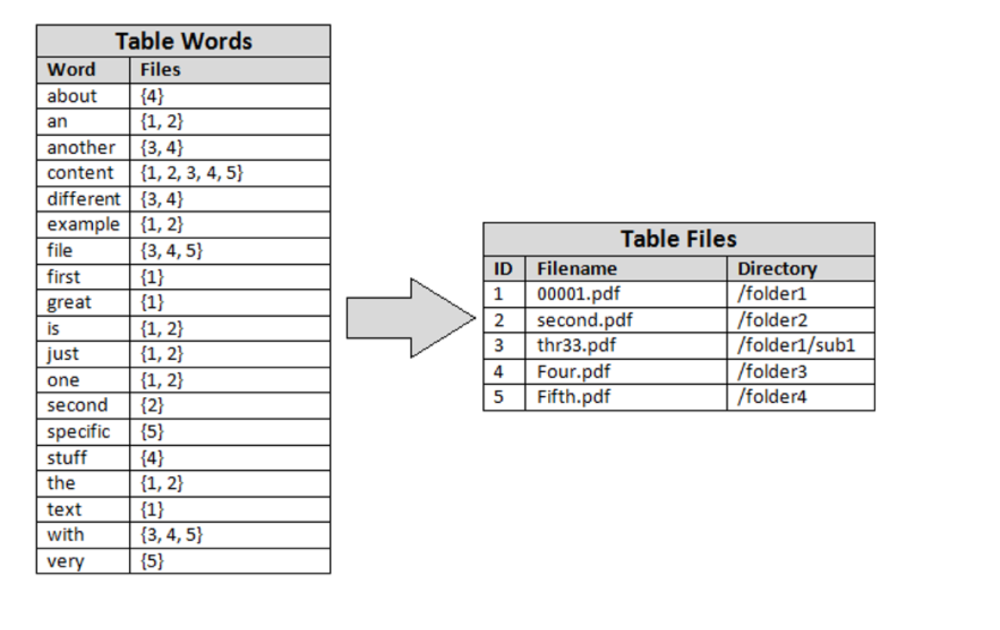 Table Words
Word Files
about {4}
an {1, 2}
another {3, 4}
content {1, 2, 3, 4, 5}
different {3, 4}
example {1, 2}
file {3, 4, 5}
first {1}
great {1}
is {1, 2}
just {1, 2}
one {1, 2}
second {2}
specific {5}
stuff {4}
the {1, 2}
text {1}
with {3, 4, 5}
very {5}
Table Files
ID Filename Directory
1 00001.pdf /folder1
2 second.pdf /folder2
3 thr33.pdf /folder1/sub1
4 Four.pdf /folder3
5 Fifth.pdf /folder4